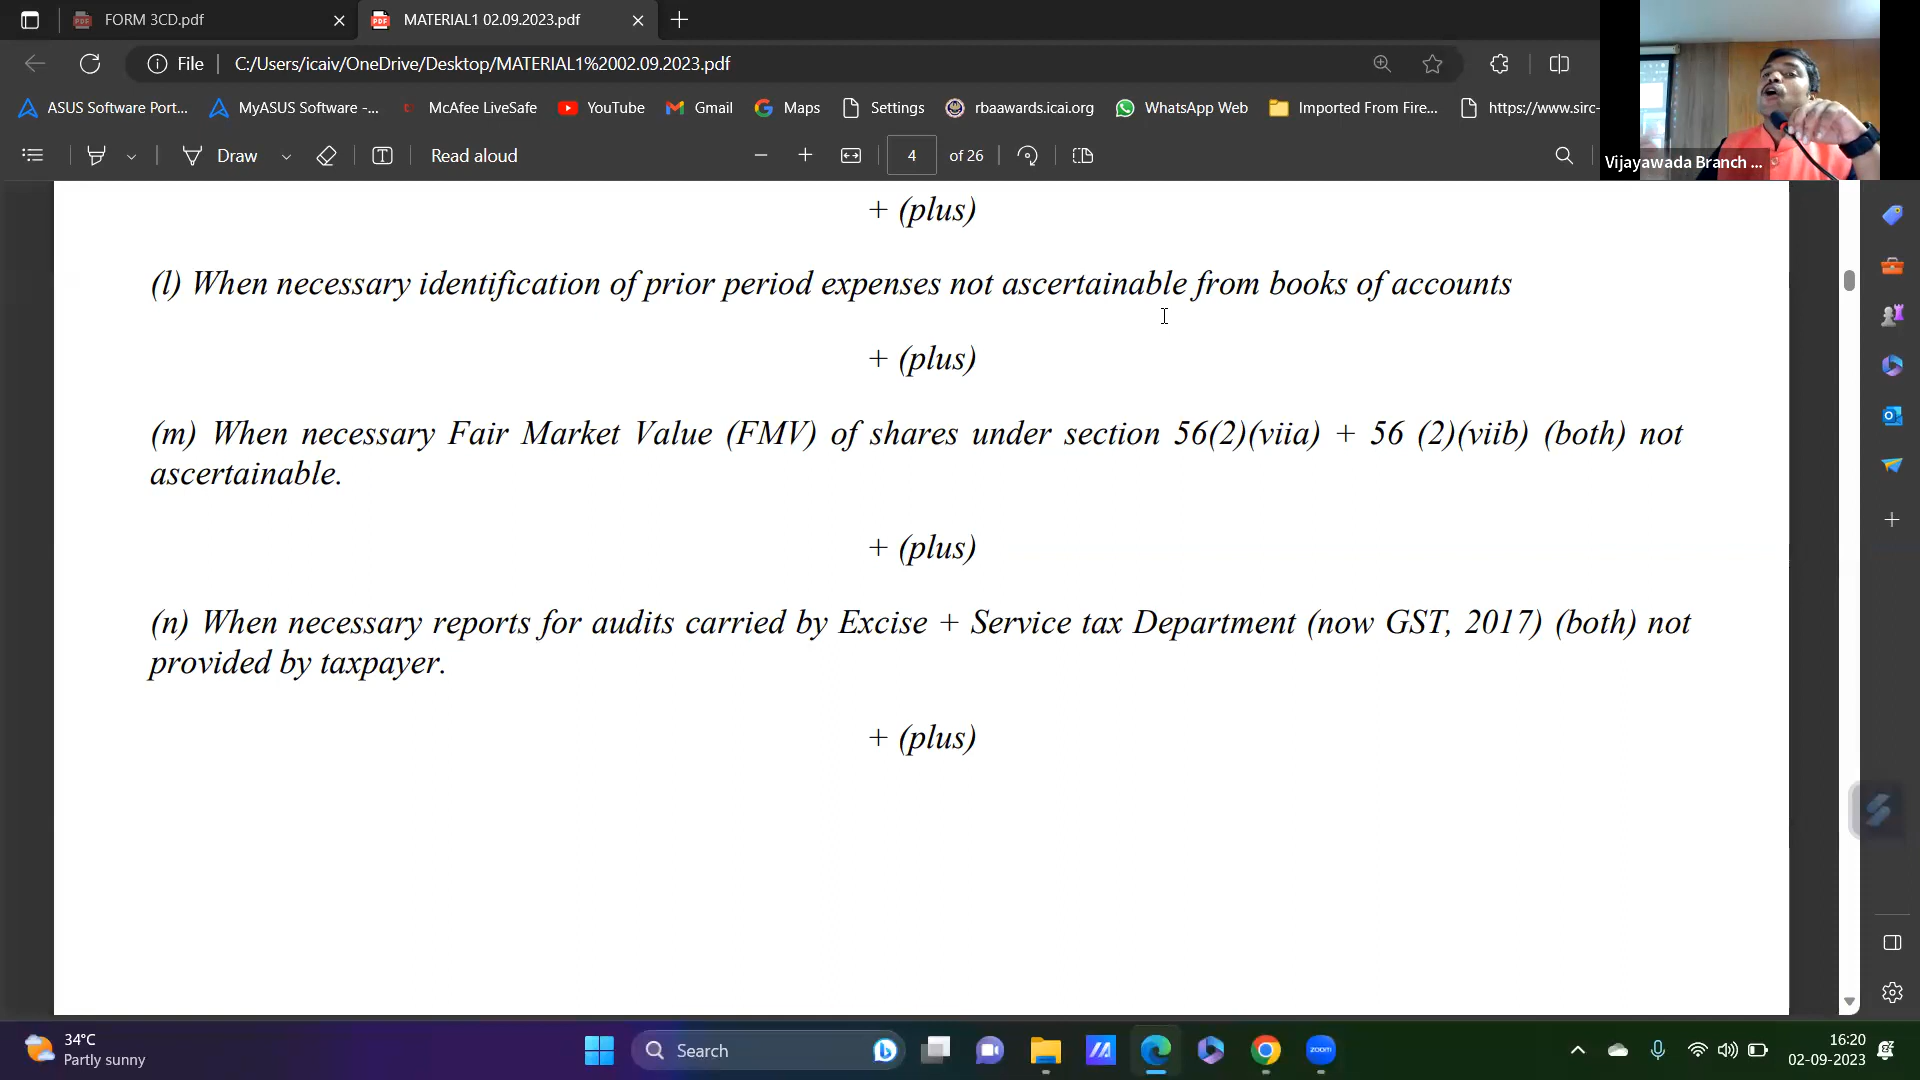 FORM 3CD.pdf
MATERIAL1 02.09.2023.pdf
File
C:/Users/icaiv/OneDrive/Desktop/MATERIAL1%2002.09.2023.pdf
ASUS Software Port...
MyASUS Software -...
McAfee LiveSafe
YouTube
Gmail
Maps
Settings
rbaawards.icai.org
WhatsApp Web
Imported From Fire...
https://www.sirc-
Draw
Read aloud
4 of 26
Vijayawada Branch ...
+ (plus)
(l) When necessary identification of prior period expenses not ascertainable from books of accounts
+ (plus)
(m) When necessary Fair Market Value (FMV) of shares under section 56(2)(viia) + 56 (2)(viib) (both) not
ascertainable.
+ (plus)
(n) When necessary reports for audits carried by Excise + Service tax Department (now GST, 2017) (both) not
provided by taxpayer.
+ (plus)
34°C
Partly sunny
Search
zoom
16:20
02-09-2023